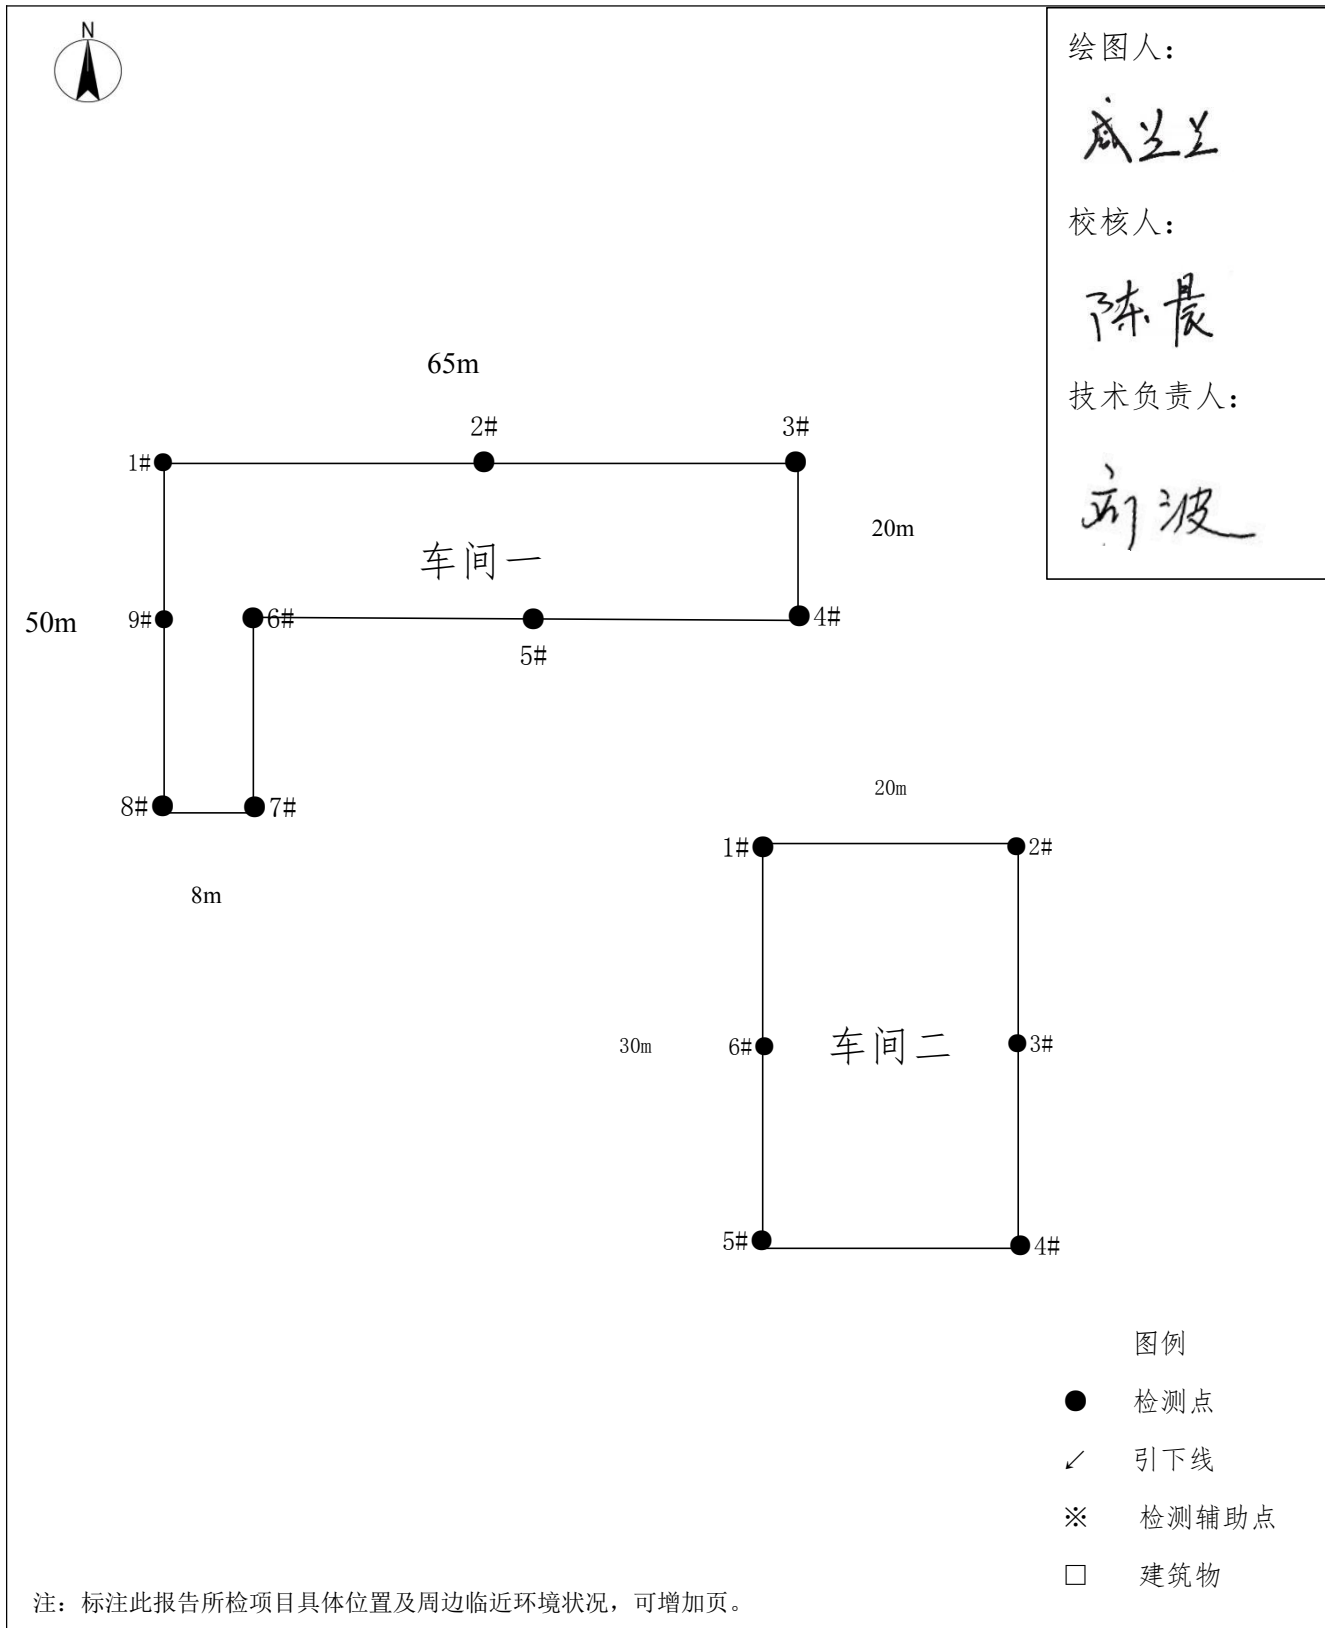 N
绘图人：
校核人：
陈晨
技术负责人：
波
65m
2#
3#
1#
20m
车间一
50m
9#
6#
4#
5#
8#
7#
20m
8m
1#
2#
30m
6#
车间二
3#
5#
4#
图例
● 检测点
↙ 引下线
※ 检测辅助点
□ 建筑物
注：标注此报告所检项目具体位置及周边临近环境状况，可增加页。